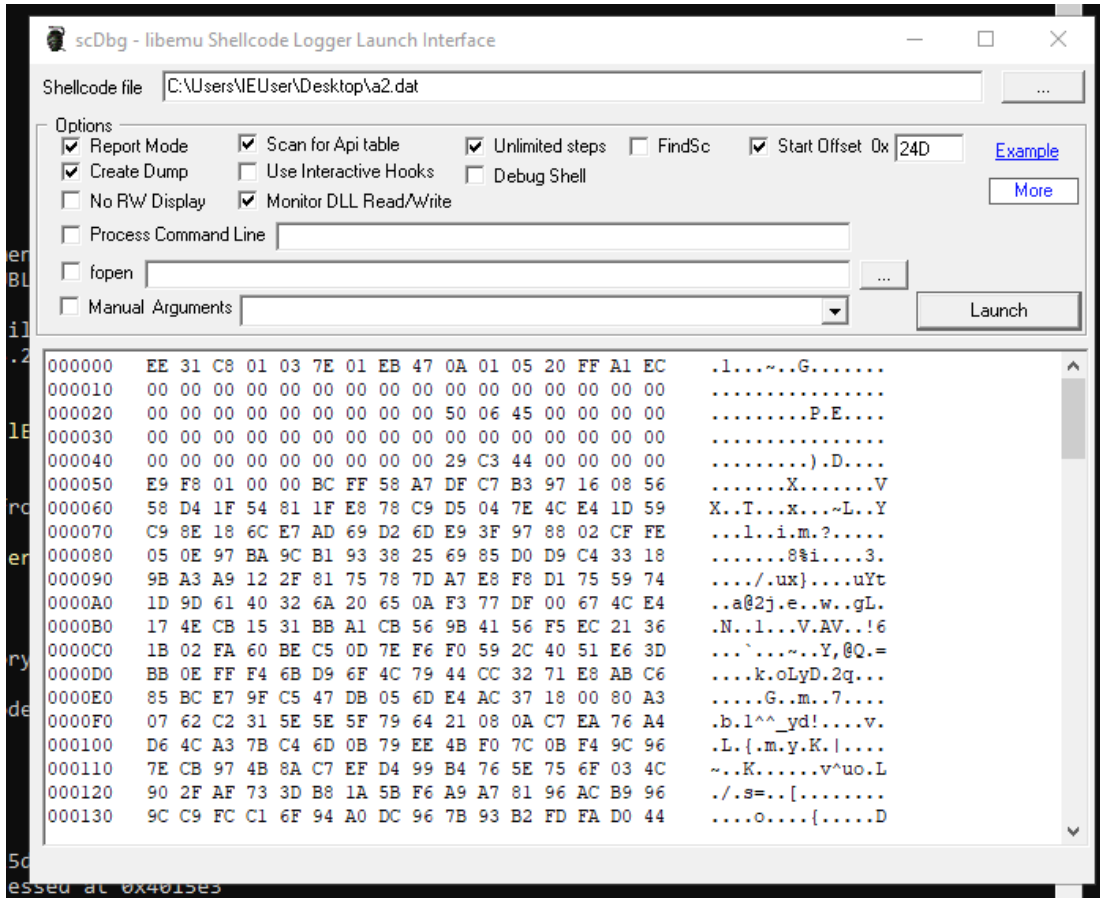 scDbg - libemu Shellcode Logger Launch Interface
Shellcode file C:\Users\IEUser\Desktop\a2.dat ...
Options
Report Mode Scan for Api table Unlimited steps FindSc Start Offset 0x 24D Example
Create Dump Use Interactive Hooks Debug Shell More
No RW Display Monitor DLL Read/Write
Process Command Line
fopen ...
Manual Arguments Launch
000000 EE 31 C8 01 03 7E 01 EB 47 0A 01 05 20 FF A1 EC .1...~..G.......
000010 00 00 00 00 00 00 00 00 00 00 00 00 00 00 00 00 ................
000020 00 00 00 00 00 00 00 00 00 50 06 45 00 00 00 00 .........P.E....
000030 00 00 00 00 00 00 00 00 00 00 00 00 00 00 00 00 ................
000040 00 00 00 00 00 00 00 00 00 29 C3 44 00 00 00 00 .........).D....
000050 E9 F8 01 00 00 BC FF 58 A7 DF C7 B3 97 16 08 56 .......X.......V
000060 58 D4 1F 54 81 1F E8 78 C9 D5 04 7E 4C E4 1D 59 X..T...x...~L..Y
000070 C9 8E 18 6C E7 AD 69 D2 6D E9 3F 97 88 02 CF FE ...l..i.m.?.....
000080 05 0E 97 BA 9C B1 93 38 25 69 85 D0 D9 C4 33 18 .......8%i....3.
000090 9B A3 A9 12 2F 81 75 78 7D A7 E8 F8 D1 75 59 74 ..../.ux}....uYt
0000A0 1D 9D 61 40 32 6A 20 65 0A F3 77 DF 00 67 4C E4 ..a@2j.e..w..gL.
0000B0 17 4E CB 15 31 BB A1 CB 56 9B 41 56 F5 EC 21 36 .N..1...V.AV..!6
0000C0 1B 02 FA 60 BE C5 0D 7E F6 F0 59 2C 40 51 E6 3D ...`...~..Y,@Q.=
0000D0 BB 0E FF F4 6B D9 6F 4C 79 44 CC 32 71 E8 AB C6 ....k.oLyD.2q...
0000E0 85 BC E7 9F C5 47 DB 05 6D E4 AC 37 18 00 80 A3 .....G..m..7....
0000F0 07 62 C2 31 5E 5E 5F 79 64 21 08 0A C7 EA 76 A4 .b.1^^_yd!....v.
000100 D6 4C A3 7B C4 6D 0B 79 EE 4B F0 7C 0B F4 9C 96 .L.{.m.y.K.|....
000110 7E CB 97 4B 8A C7 EF D4 99 B4 76 5E 75 6F 03 4C ~..K......v^uo.L
000120 90 2F AF 73 3D B8 1A 5B F6 A9 A7 81 96 AC B9 96 ./.s=..[........
000130 9C C9 FC C1 6F 94 A0 DC 96 7B 93 B2 FD FA D0 44 ....o....{.....D
essed at 0x4015e3